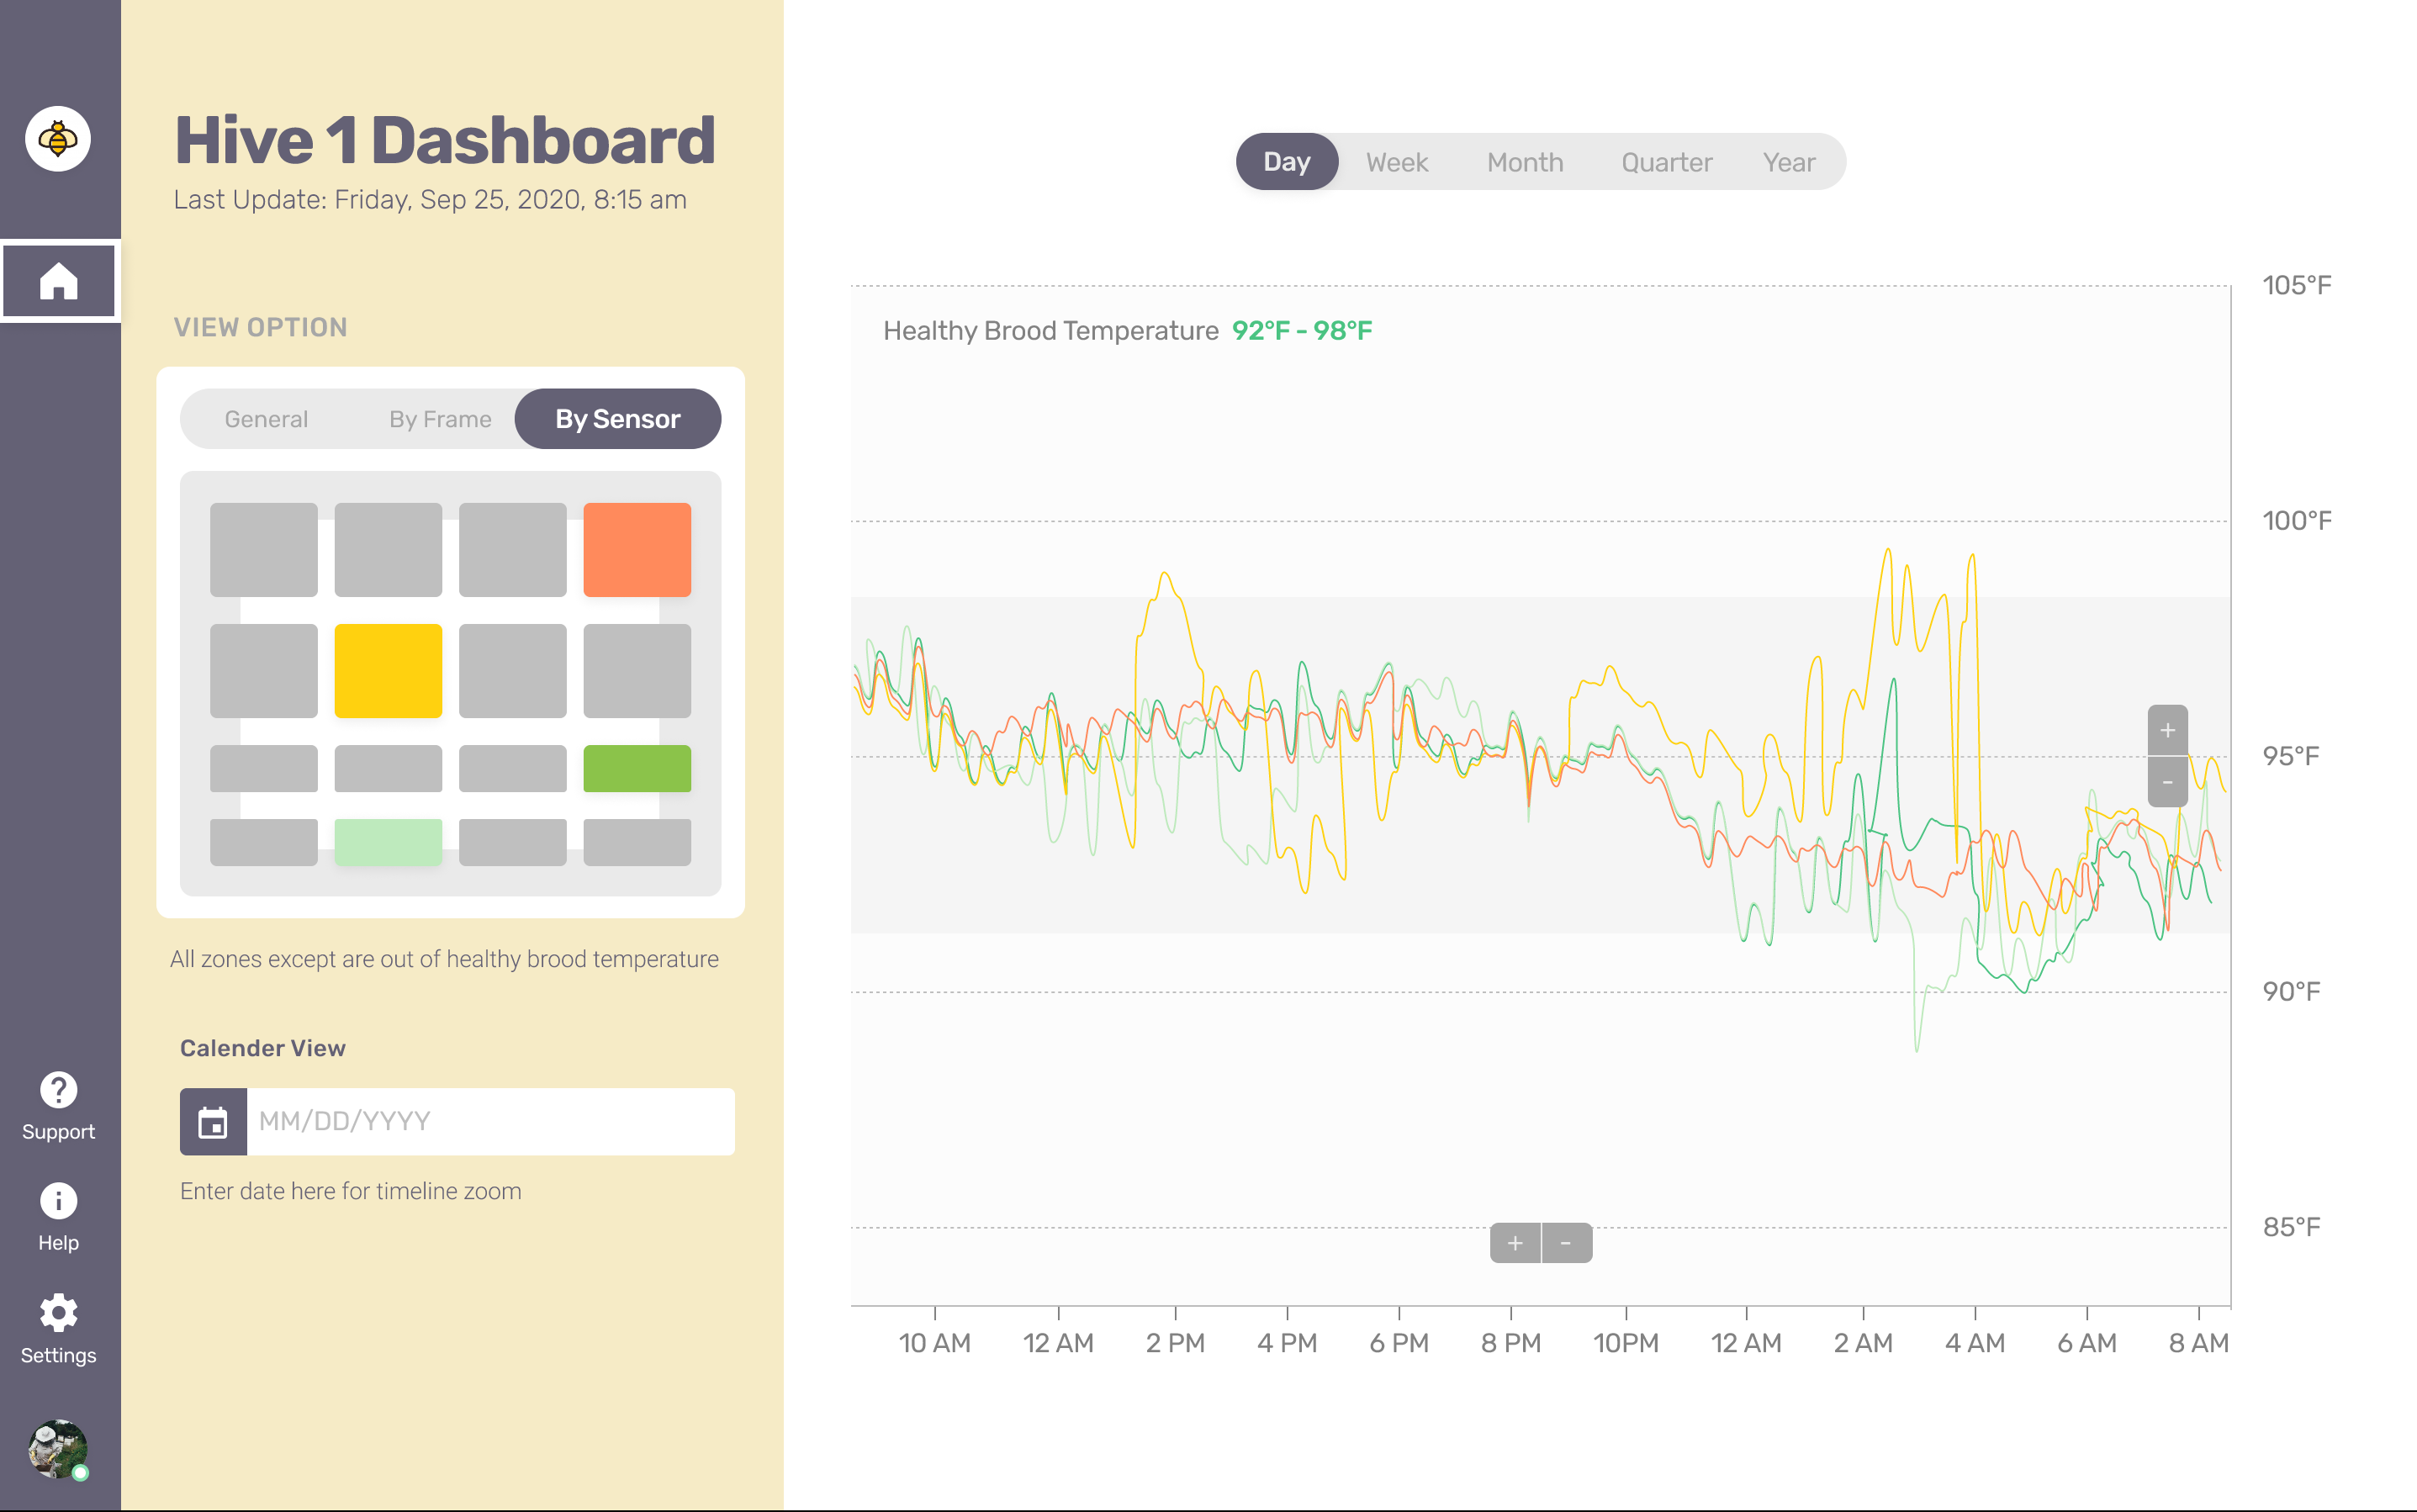 Hive 1 Dashboard
Last Update: Friday, Sep 25, 2020, 8:15 am
VIEW OPTION
General By Frame By Sensor
All zones except are out of healthy brood temperature
Calender View
MM/DD/YYYY
Enter date here for timeline zoom
Support
Help
Settings
Day Week Month Quarter Year
Healthy Brood Temperature 92°F - 98°F
105°F
100°F
95°F
90°F
85°F
+
-
+ -
10 AM 12 AM 2 PM 4 PM 6 PM 8 PM 10PM 12 AM 2 AM 4 AM 6 AM 8 AM